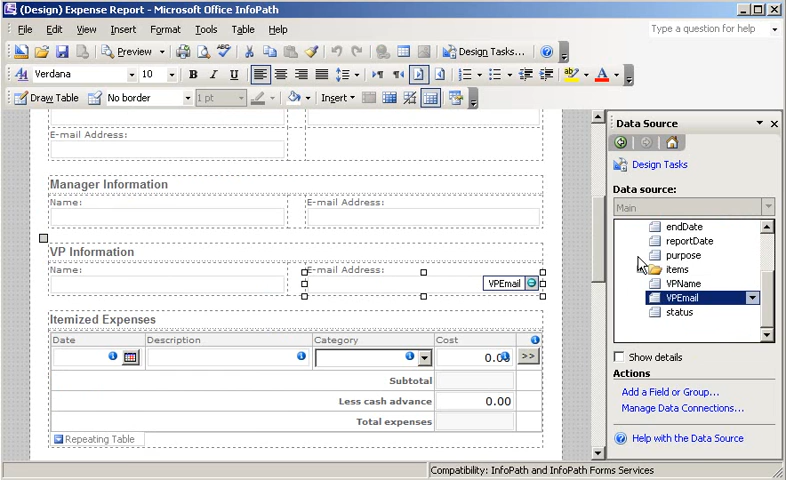 (Design) Expense Report - Microsoft Office InfoPath
File Edit View Insert Format Tools Table Help Type a question for help
Preview Design Tasks...
Verdana 10 B I U
Draw Table No border 1 pt Insert
E-mail Address:
Manager Information
Name: E-mail Address:
VP Information
Name: E-mail Address:
VPEmail
Itemized Expenses
Date Description Category Cost
0.00 >>
Subtotal
Less cash advance 0.00
Total expenses
Repeating Table
Data Source
Design Tasks
Data source:
Main
endDate
reportDate
purpose
items
VPName
VPEmail
status
Show details
Actions
Add a Field or Group...
Manage Data Connections...
Help with the Data Source
Compatibility: InfoPath and InfoPath Forms Services